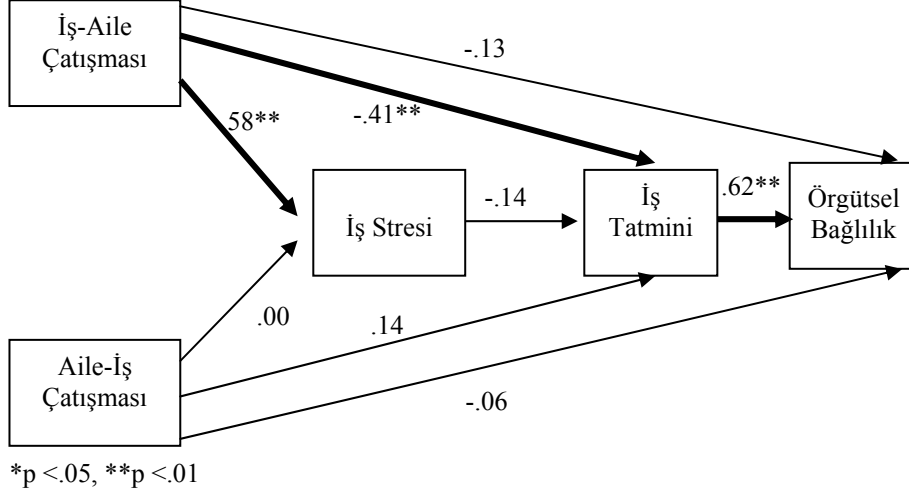 İş-Aile
Çatışması
-.13
.58**
-.41**
İş Stresi
-.14
İş
Tatmini
.62**
Örgütsel
Bağlılık
.00
.14
-.06
Aile-İş
Çatışması
*p <.05, **p <.01